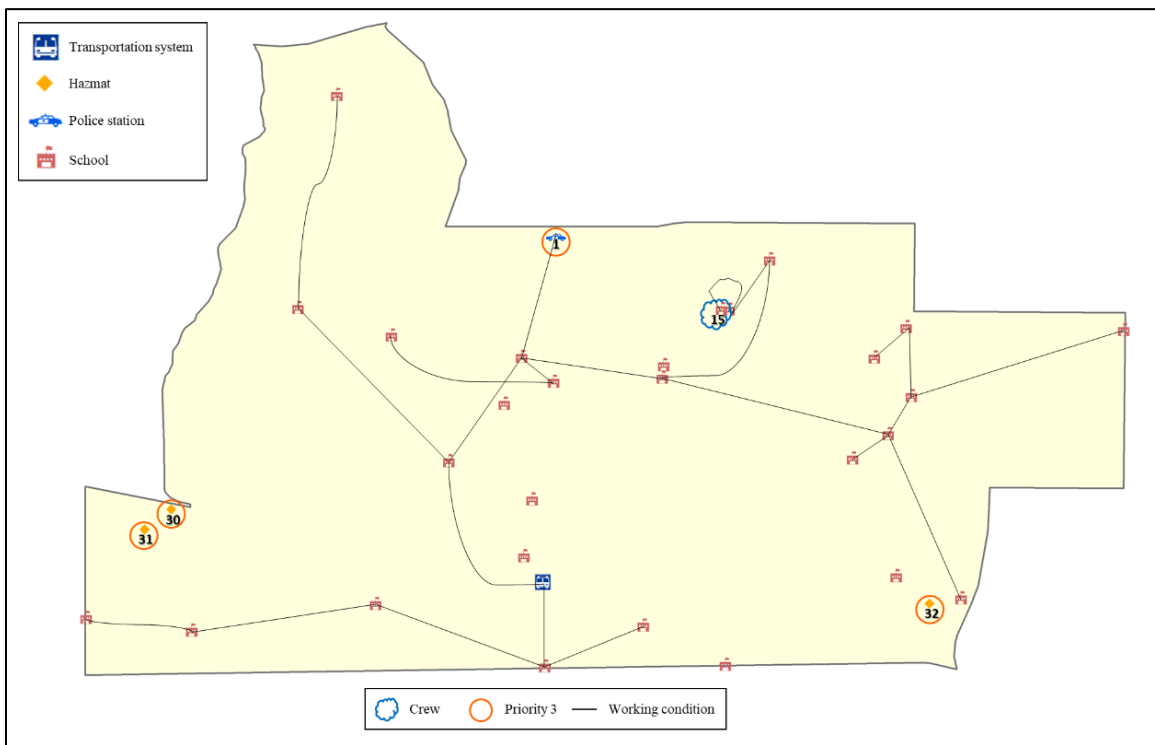 Transportation system
Hazmat
Police station
School
1
15
30
31
32
Crew Priority 3 Working condition